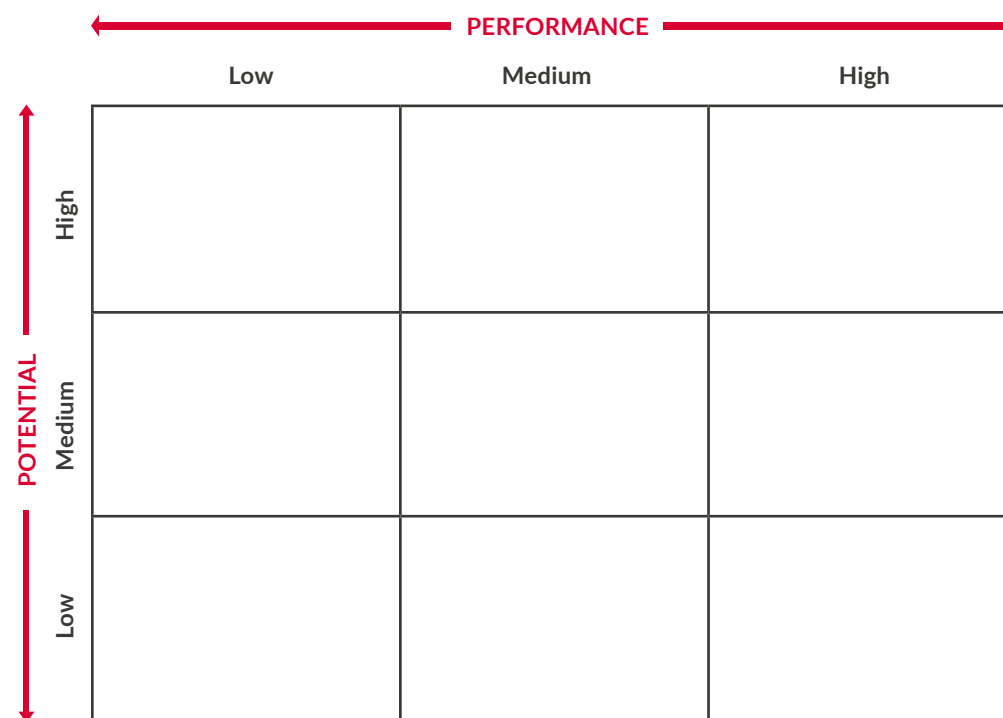 PERFORMANCE
Low Medium High
POTENTIAL
High
Medium
Low